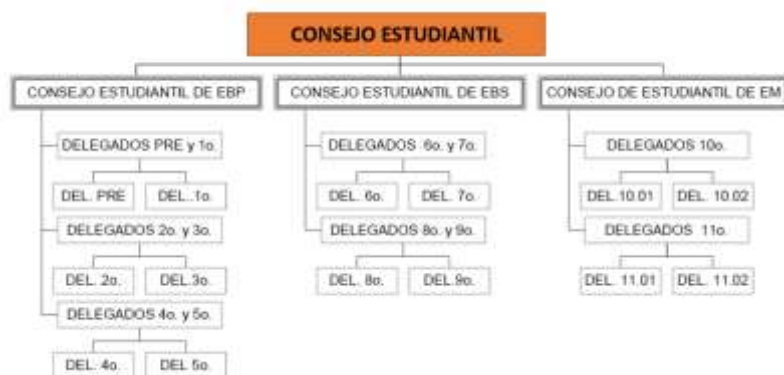 CONSEJO ESTUDIANTIL
CONSEJO ESTUDIANTIL DE EBP
DELEGADOS PRE y 1o.
DEL. PRE
DEL..1o.
DELEGADOS 2o. y 3o.
DEL. 2o.
DEL.3o.
DELEGADOS 4o. y 5o.
DEL. 4o.
DEL 5o.
CONSEJO ESTUDIANTIL DE EBS
DELEGADOS 6o. y 7o.
DEL. 6o.
DEL. 7o.
DELEGADOS 8o. y 9o.
DEL. 8o.
DEL.9o.
CONSEJO DE ESTUDIANTIL DE EM
DELEGADOS 10o.
DEL.10.01
DEL. 10.02
DELEGADOS 11o.
DEL. 11.01
DEL. 11.02